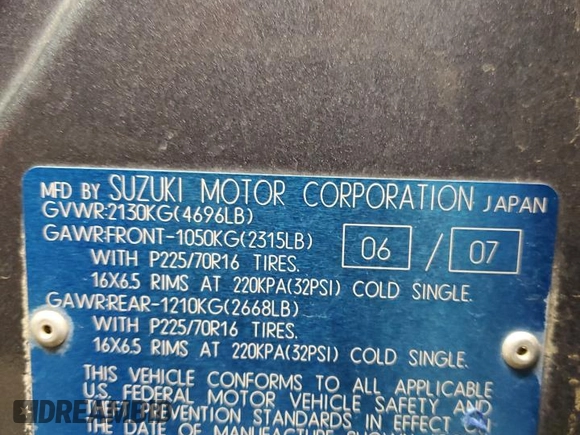 MFD BY SUZUKI MOTOR CORPORATION JAPAN
GVWR:2130KG(4696LB)
GAWR:FRONT-1050KG(2315LB) 06 / 07
WITH P225/70R16 TIRES.
16X6.5 RIMS AT 220KPA(32PSI) COLD SINGLE.
GAWR:REAR-1210KG(2668LB)
WITH P225/70R16 TIRES.
16X6.5 RIMS AT 220KPA(32PSI) COLD SINGLE.
THIS VEHICLE CONFORMS TO ALL APPLICABLE
U.S. FEDERAL MOTOR VEHICLE SAFETY AND
PREVENTION STANDARDS IN EFFECT
THE DATE OF MANUFACTURE